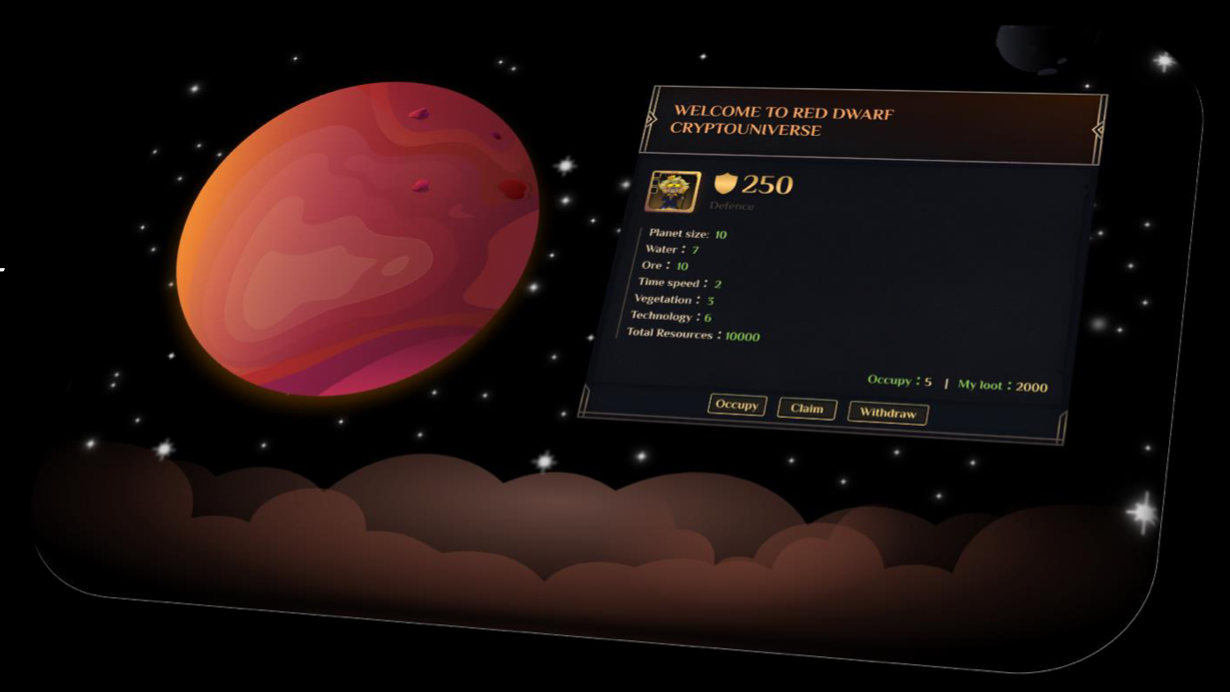 WELCOME TO RED DWARF
CRYPTOUNIVERSE
250
Defence
Planet size: 10
Water : 7
Ore : 10
Time speed : 2
Vegetation : 3
Technology : 6
Total Resources : 10000
Occupy : 5 | My loot : 2000
Occupy Claim Withdraw